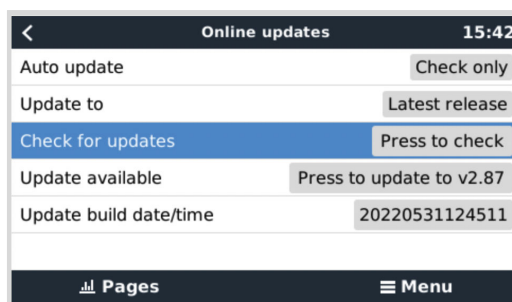 Online updates 15:42
Auto update Check only
Update to Latest release
Check for updates Press to check
Update available Press to update to v2.87
Update build date/time 20220531124511
Pages Menu